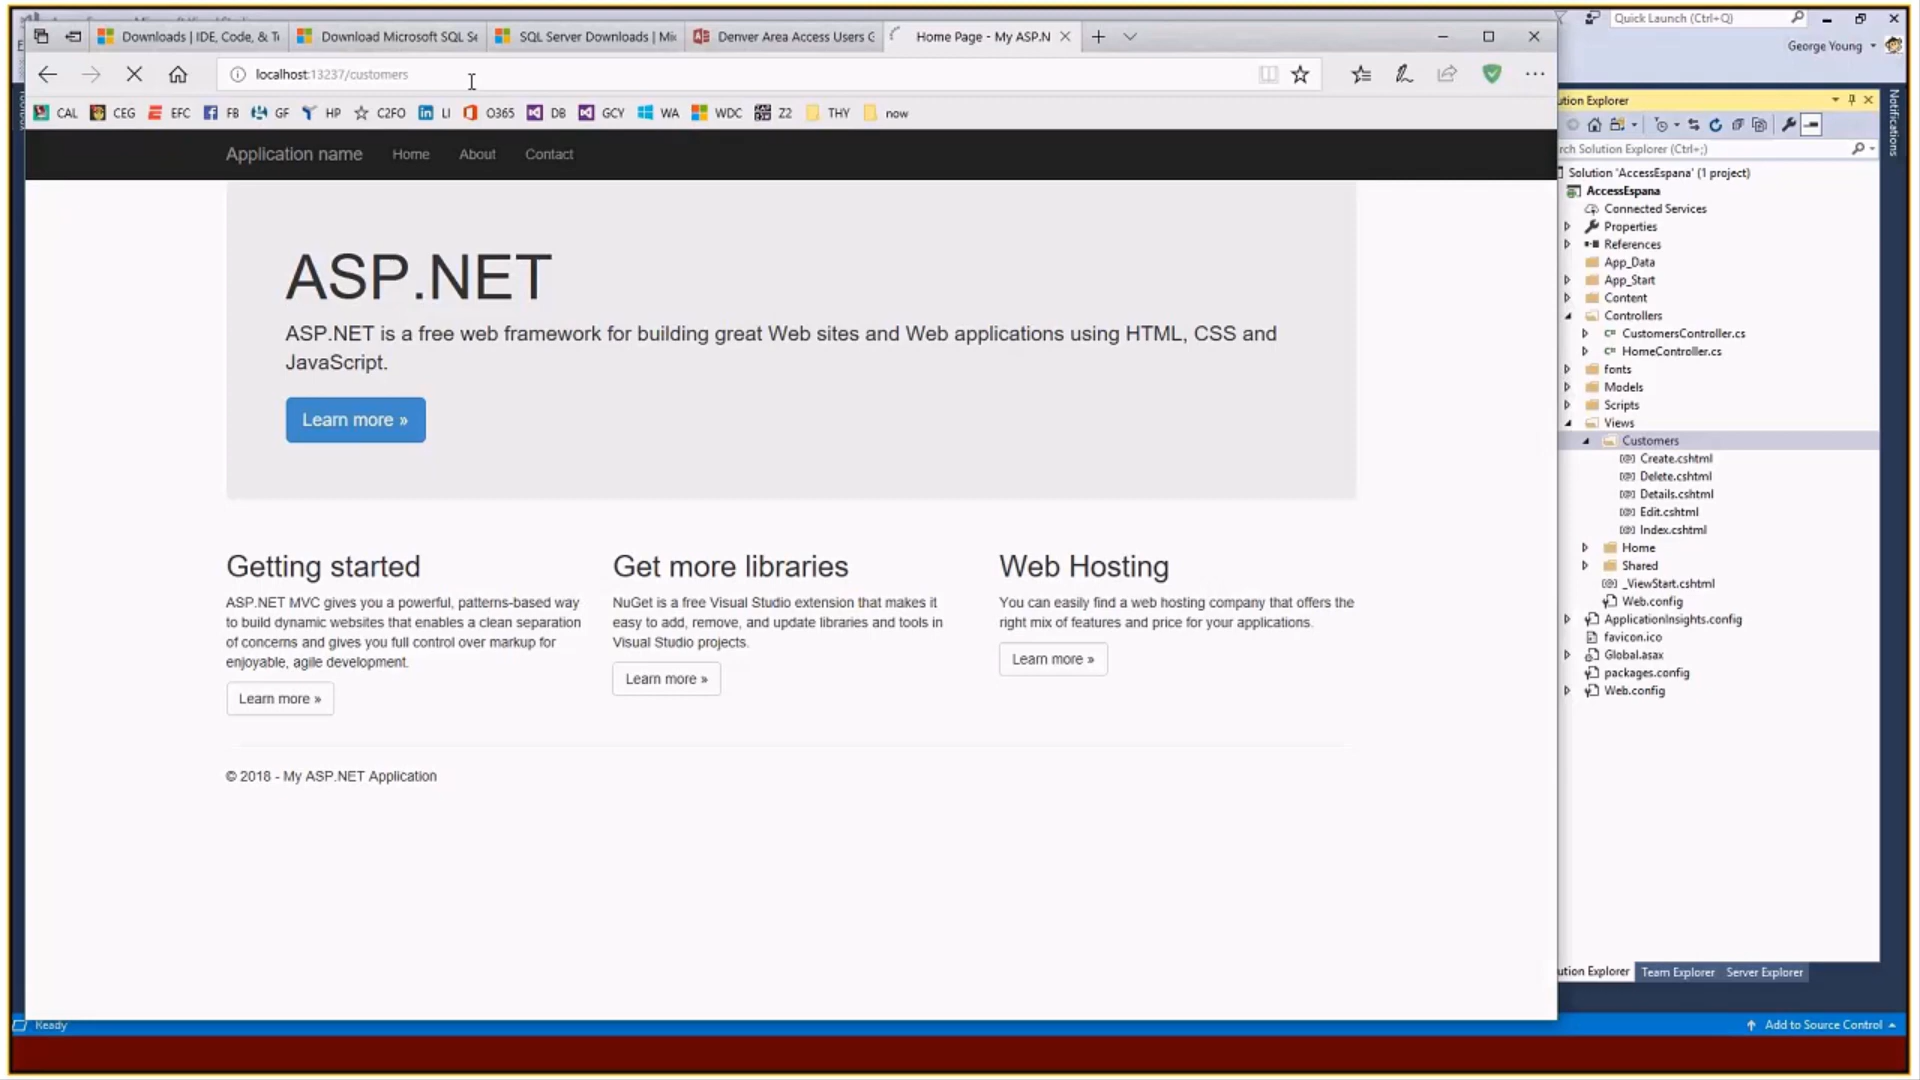 Downloads | IDE, Code, & T
Download Microsoft SQL Se
SQL Server Downloads | Mic
Denver Area Access Users G
Home Page - My ASP.N
Quick Launch (Ctrl+Q)
George Young
localhost:13237/customers
CAL
CEG
EFC
FB
GF
HP
C2FO
LI
O365
DB
GCY
WA
WDC
Z2
THY
now
Application name
Home
About
Contact
ASP.NET
ASP.NET is a free web framework for building great Web sites and Web applications using HTML, CSS and
JavaScript.
Learn more »
Getting started
ASP.NET MVC gives you a powerful, patterns-based way
to build dynamic websites that enables a clean separation
of concerns and gives you full control over markup for
enjoyable, agile development.
Learn more »
Get more libraries
NuGet is a free Visual Studio extension that makes it
easy to add, remove, and update libraries and tools in
Visual Studio projects.
Learn more »
Web Hosting
You can easily find a web hosting company that offers the
right mix of features and price for your applications.
Learn more »
© 2018 - My ASP.NET Application
ution Explorer
Notifications
rch Solution Explorer (Ctrl+;)
Solution 'AccessEspana' (1 project)
AccessEspana
Connected Services
Properties
References
App_Data
App_Start
Content
Controllers
C# CustomersController.cs
C# HomeController.cs
fonts
Models
Scripts
Views
Customers
[@] Create.cshtml
[@] Delete.cshtml
[@] Details.cshtml
[@] Edit.cshtml
[@] Index.cshtml
Home
Shared
[@] _ViewStart.cshtml
Web.config
ApplicationInsights.config
favicon.ico
Global.asax
packages.config
Web.config
ution Explorer
Team Explorer
Server Explorer
Ready
Add to Source Control